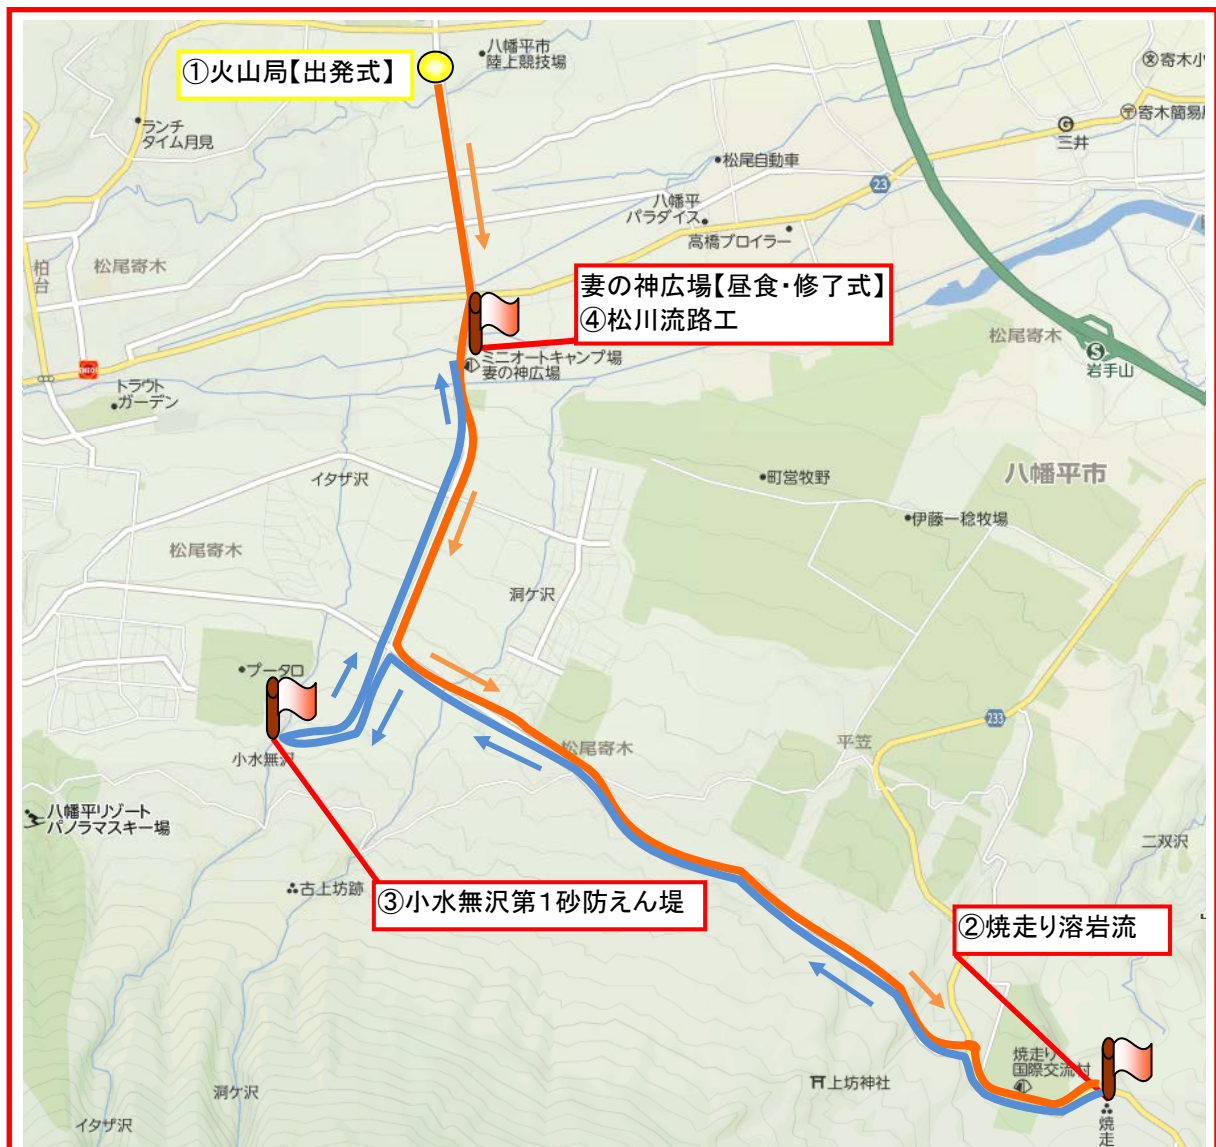 ①火山局【出発式】
八幡平市
陸上競技場
寄木小
寄木簡易
三井
ランチ
タイム月見
松尾自動車
23
八幡平
パラダイス
高橋ブロイラー
柏台
松尾寄木
妻の神広場【昼食・修了式】
④松川流路工
松尾寄木
岩手山
ミニオートキャンプ場
妻の神広場
ENEOS
トラウト
ガーデン
イタザ沢
町営牧野
八幡平市
伊藤一稔牧場
松尾寄木
洞ケ沢
プータロ
233
松尾寄木
平笠
小水無沢
八幡平リゾート
パノラマスキー場
二双沢
古上坊跡
③小水無沢第1砂防えん堤
②焼走り溶岩流
焼走り
国際交流村
上坊神社
洞ケ沢
イタザ沢
焼走